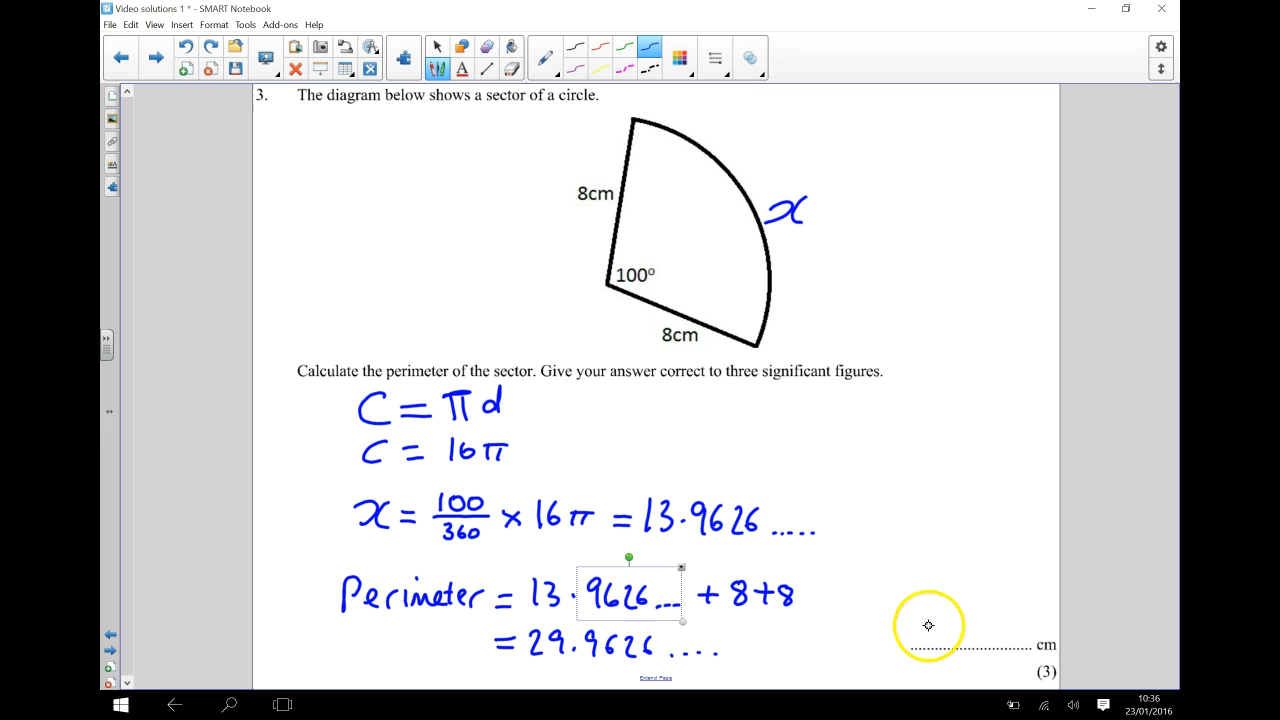 Video solutions 1 * - SMART Notebook
File Edit View Insert Format Tools Add-ons Help
3. The diagram below shows a sector of a circle.
8cm
x
100°
8cm
Calculate the perimeter of the sector. Give your answer correct to three significant figures.
C = πd
C = 16π
x = 100/360 × 16π = 13.9626.....
Perimeter = 13.9626... + 8+8
= 29.9626....
.............................. cm
(3)
Extend Page
10:36
23/01/2016